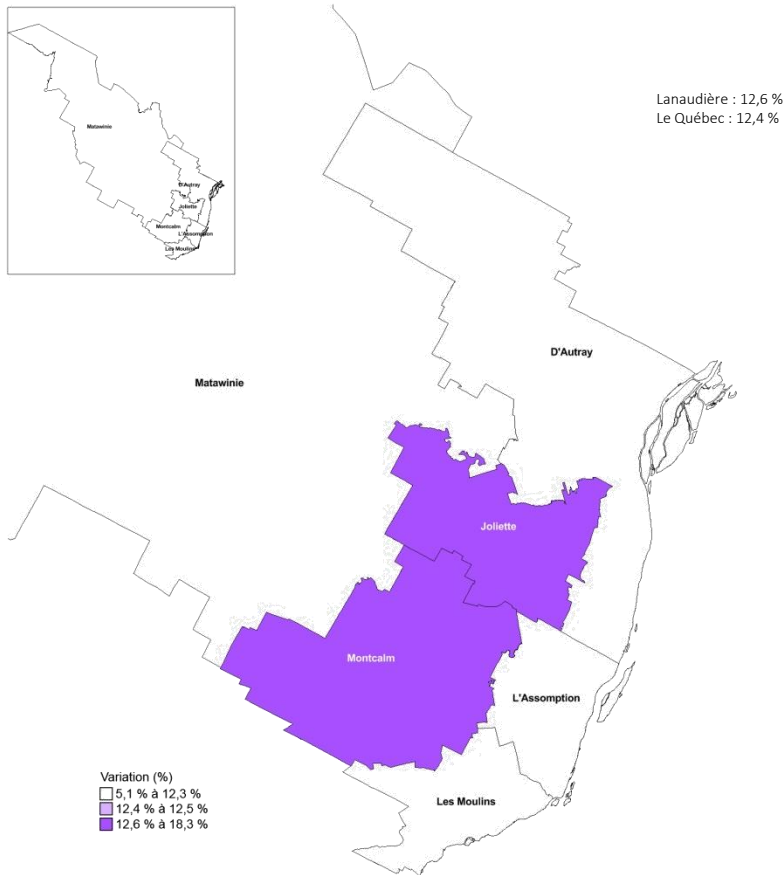 Matawinie
D'Autray
Joliette
Montcalm
L'Assomption
Les Moulins
Lanaudière : 12,6 %
Le Québec : 12,4 %
D'Autray
Matawinie
Joliette
Montcalm
L'Assomption
Les Moulins
Variation (%)
5,1 % à 12,3 %
12,4 % à 12,5 %
12,6 % à 18,3 %